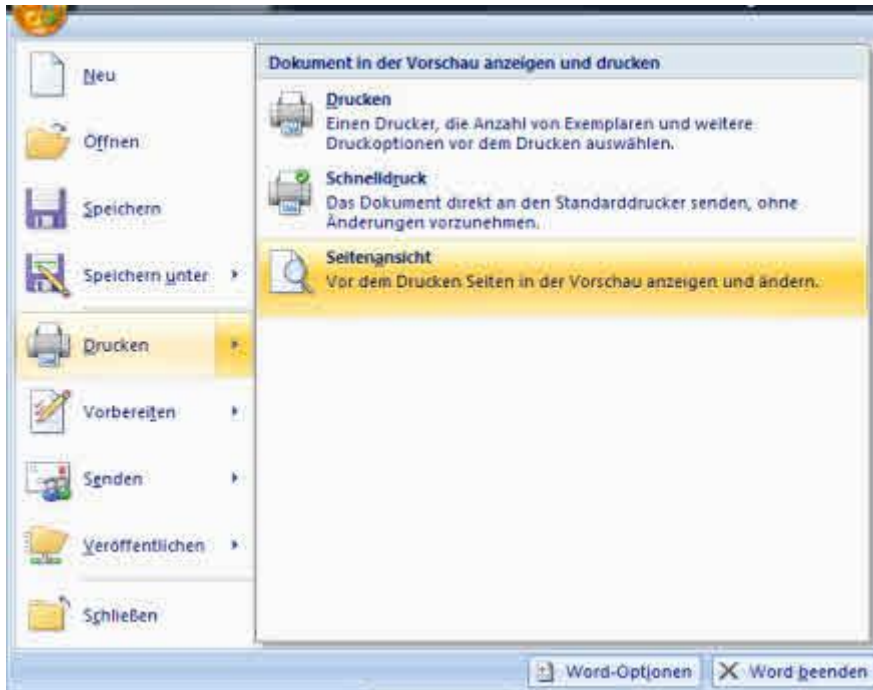 Neu
Öffnen
Speichern
Speichern unter
Drucken
Vorbereiten
Senden
Veröffentlichen
Schließen
Dokument in der Vorschau anzeigen und drucken
Drucken
Einen Drucker, die Anzahl von Exemplaren und weitere
Druckoptionen vor dem Drucken auswählen.
Schnelldruck
Das Dokument direkt an den Standarddrucker senden, ohne
Änderungen vorzunehmen.
Seitenansicht
Vor dem Drucken Seiten in der Vorschau anzeigen und ändern.
Word-Optionen
Word beenden